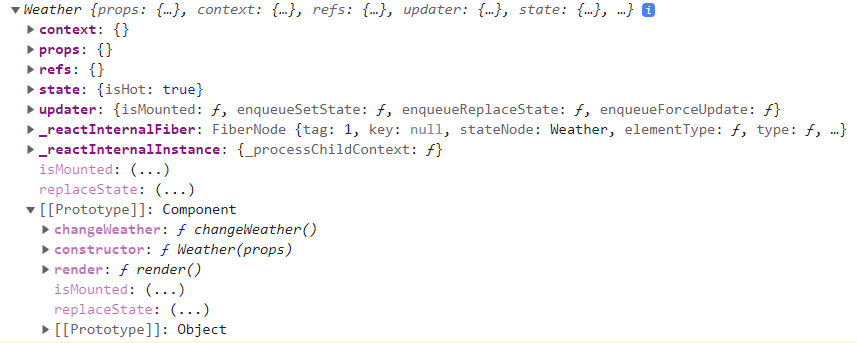 ▼Weather {props: {…}, context: {…}, refs: {…}, updater: {…}, state: {…}, …} i
▶context: {}
▶props: {}
▶refs: {}
▶state: {isHot: true}
▶updater: {isMounted: ƒ, enqueueSetState: ƒ, enqueueReplaceState: ƒ, enqueueForceUpdate: ƒ}
▶_reactInternalFiber: FiberNode {tag: 1, key: null, stateNode: Weather, elementType: ƒ, type: ƒ, …}
▶_reactInternalInstance: {_processChildContext: ƒ}
isMounted: (...)
replaceState: (...)
▼[[Prototype]]: Component
▶changeWeather: ƒ changeWeather()
▶constructor: ƒ Weather(props)
▶render: ƒ render()
isMounted: (...)
replaceState: (...)
▶[[Prototype]]: Object